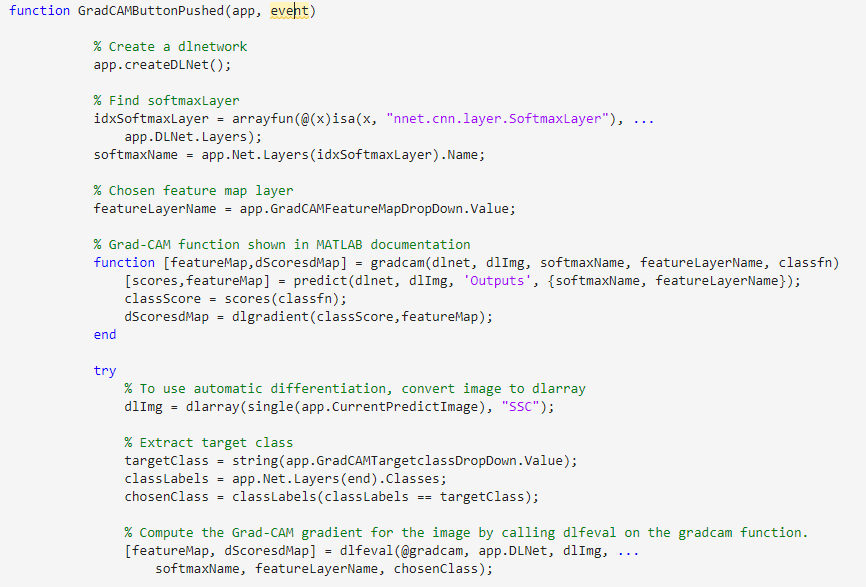 function GradCAMButtonPushed(app, event)
% Create a dlnetwork
app.createDLNet();
% Find softmaxLayer
idxSoftmaxLayer = arrayfun(@(x)isa(x, "nnet.cnn.layer.SoftmaxLayer"), ...
app.DLNet.Layers);
softmaxName = app.Net.Layers(idxSoftmaxLayer).Name;
% Chosen feature map layer
featureLayerName = app.GradCAMFeatureMapDropDown.Value;
% Grad-CAM function shown in MATLAB documentation
function [featureMap,dScoresdMap] = gradcam(dlnet, dlImg, softmaxName, featureLayerName, classfn)
[scores,featureMap] = predict(dlnet, dlImg, 'Outputs', {softmaxName, featureLayerName});
classScore = scores(classfn);
dScoresdMap = dlgradient(classScore,featureMap);
end
try
% To use automatic differentiation, convert image to dlarray
dlImg = dlarray(single(app.CurrentPredictImage), "SSC");
% Extract target class
targetClass = string(app.GradCAMTargetclassDropDown.Value);
classLabels = app.Net.Layers(end).Classes;
chosenClass = classLabels(classLabels == targetClass);
% Compute the Grad-CAM gradient for the image by calling dlfeval on the gradcam function.
[featureMap, dScoresdMap] = dlfeval(@gradcam, app.DLNet, dlImg, ...
softmaxName, featureLayerName, chosenClass);